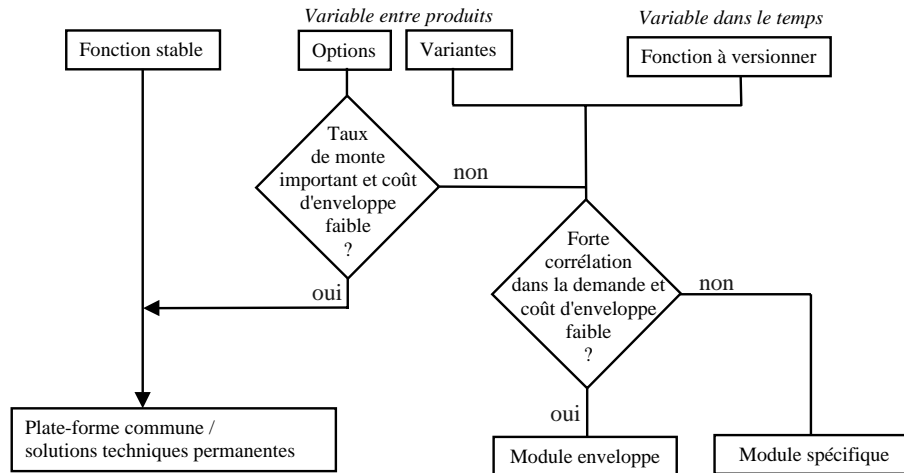 Variable entre produits
Variable dans le temps
Fonction stable
Options
Variantes
Fonction à versionner
Taux
de monte
important et coût
d'enveloppe
faible
?
non
oui
Forte
corrélation
dans la demande et
coût d'enveloppe
faible
?
non
oui
Plate-forme commune /
solutions techniques permanentes
Module enveloppe
Module spécifique